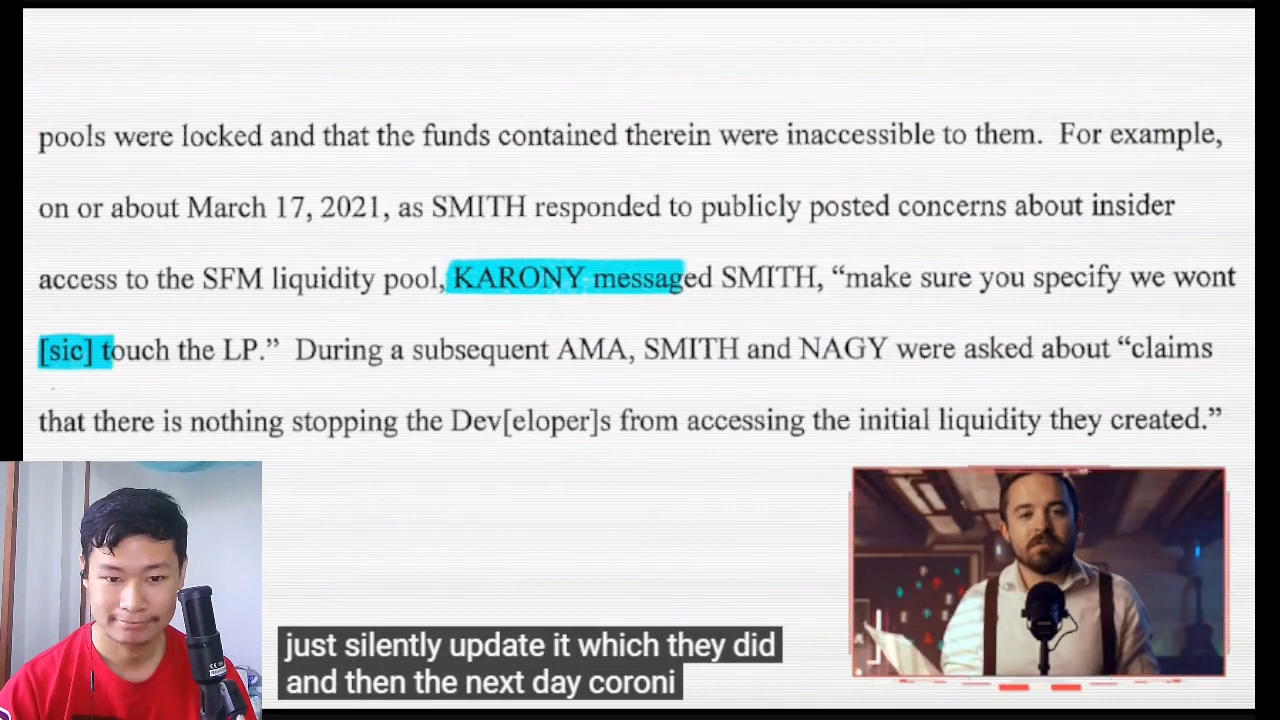 pools were locked and that the funds contained therein were inaccessible to them. For example,
on or about March 17, 2021, as SMITH responded to publicly posted concerns about insider
access to the SFM liquidity pool, KARONY messaged SMITH, “make sure you specify we wont
[sic] touch the LP.” During a subsequent AMA, SMITH and NAGY were asked about “claims
that there is nothing stopping the Dev[eloper]s from accessing the initial liquidity they created.”
just silently update it which they did
and then the next day coroni